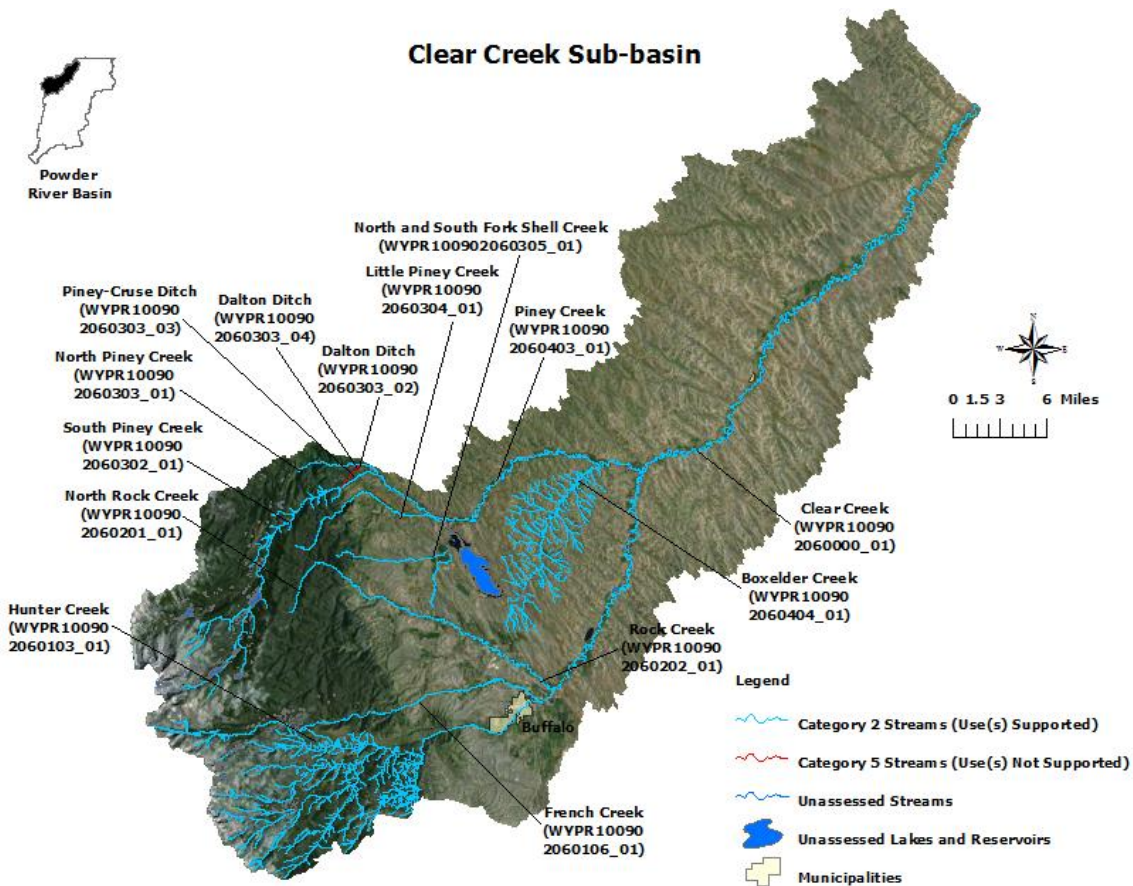 Clear Creek Sub-basin
Powder
River Basin
North and South Fork Shell Creek
(WYPR100902060305_01)
Little Piney Creek
(WYPR10090
2060304_01)
Piney-Cruse Ditch
(WYPR10090
2060303_03)
Dalton Ditch
(WYPR10090
2060303_04)
Piney Creek
(WYPR10090
2060403_01)
Dalton Ditch
(WYPR10090
2060303_02)
North Piney Creek
(WYPR10090
2060303_01)
South Piney Creek
(WYPR10090
2060302_01)
North Rock Creek
(WYPR10090
2060201_01)
Hunter Creek
(WYPR10090
2060103_01)
N
W E
S
0 1.5 3 6 Miles
Clear Creek
(WYPR10090
2060000_01)
Boxelder Creek
(WYPR10090
2060404_01)
Rock Creek
(WYPR10090
2060202_01)
Buffalo
French Creek
(WYPR10090
2060106_01)
Legend
Category 2 Streams (Use(s) Supported)
Category 5 Streams (Use(s) Not Supported)
Unassessed Streams
Unassessed Lakes and Reservoirs
Municipalities